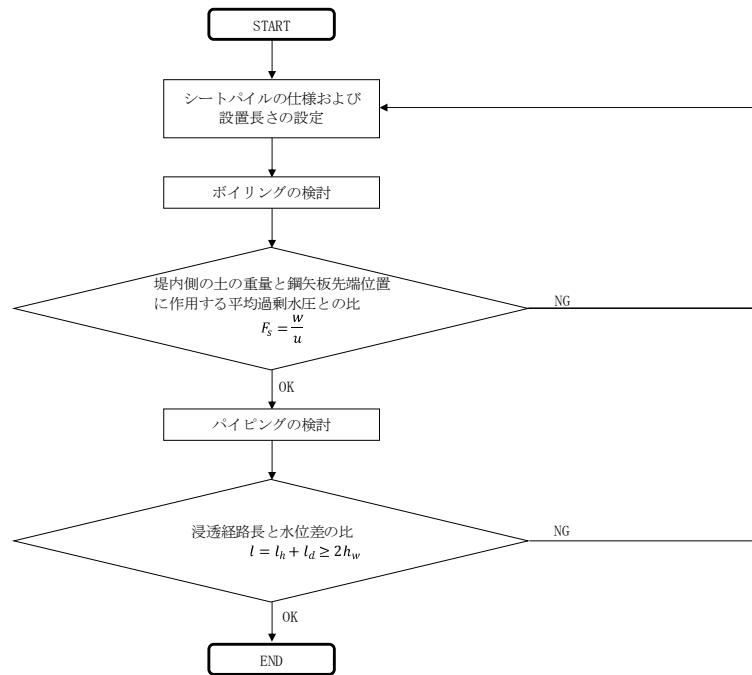 START
シートパイルの仕様および
設置長さの設定
ボイリングの検討
堤内側の土の重量と鋼矢板先端位置
に作用する平均過剰水圧との比
F_s = w/u
NG
OK
パイピングの検討
浸透経路長と水位差の比
l = l_h + l_d ≥ 2h_w
NG
OK
END